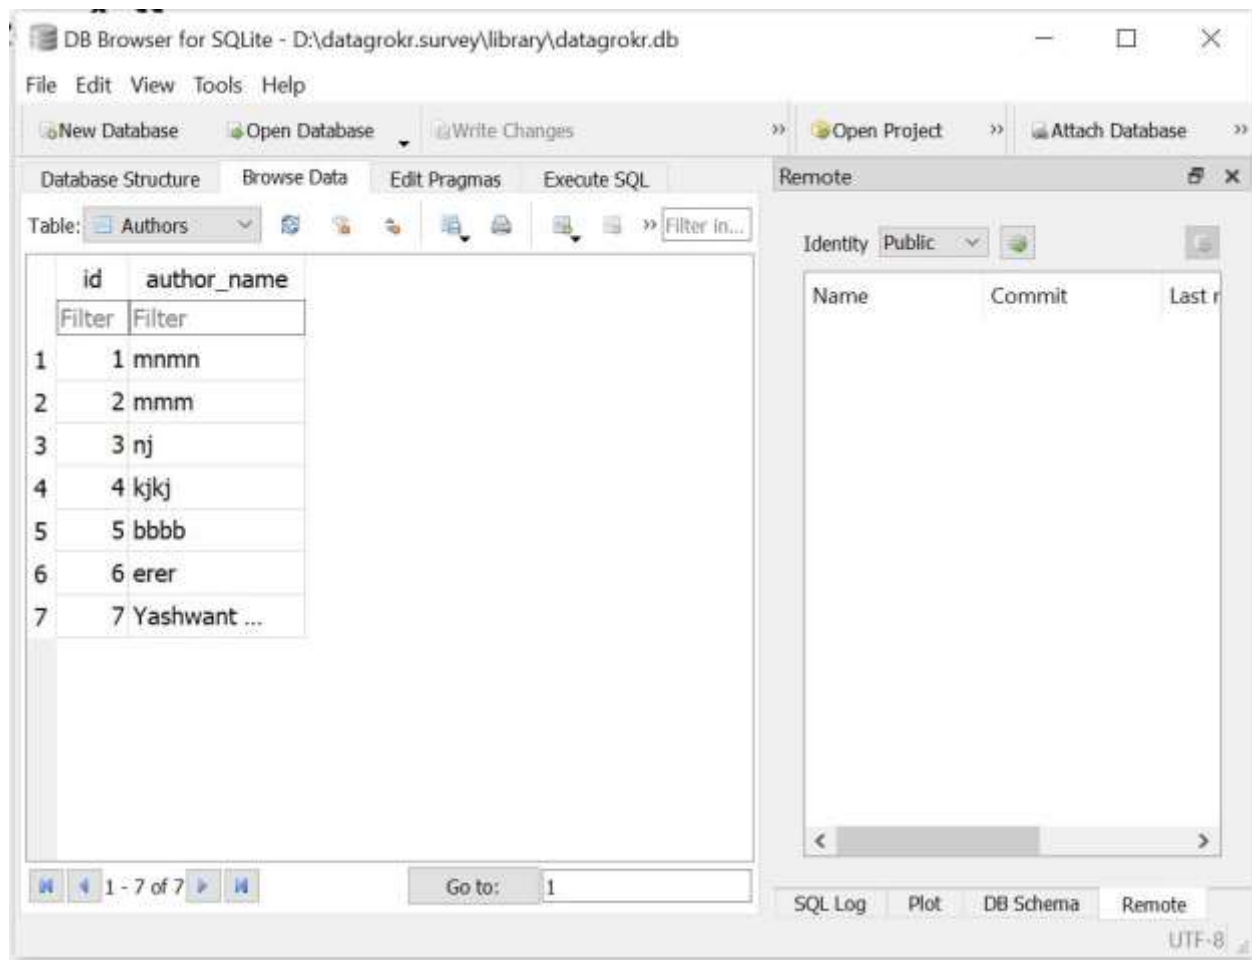 DB Browser for SQLite - D:\datagrokr.survey\library\datagrokr.db
File Edit View Tools Help
New Database Open Database Write Changes » Open Project » Attach Database »
Database Structure Browse Data Edit Pragmas Execute SQL
Table: Authors » Filter in...
id author_name
Filter Filter
1 1 mnmn
2 2 mmm
3 3 nj
4 4 kjkj
5 5 bbbb
6 6 erer
7 7 Yashwant ...
1 - 7 of 7 Go to: 1
Remote
Identity Public
Name Commit Last r
SQL Log Plot DB Schema Remote
UTF-8